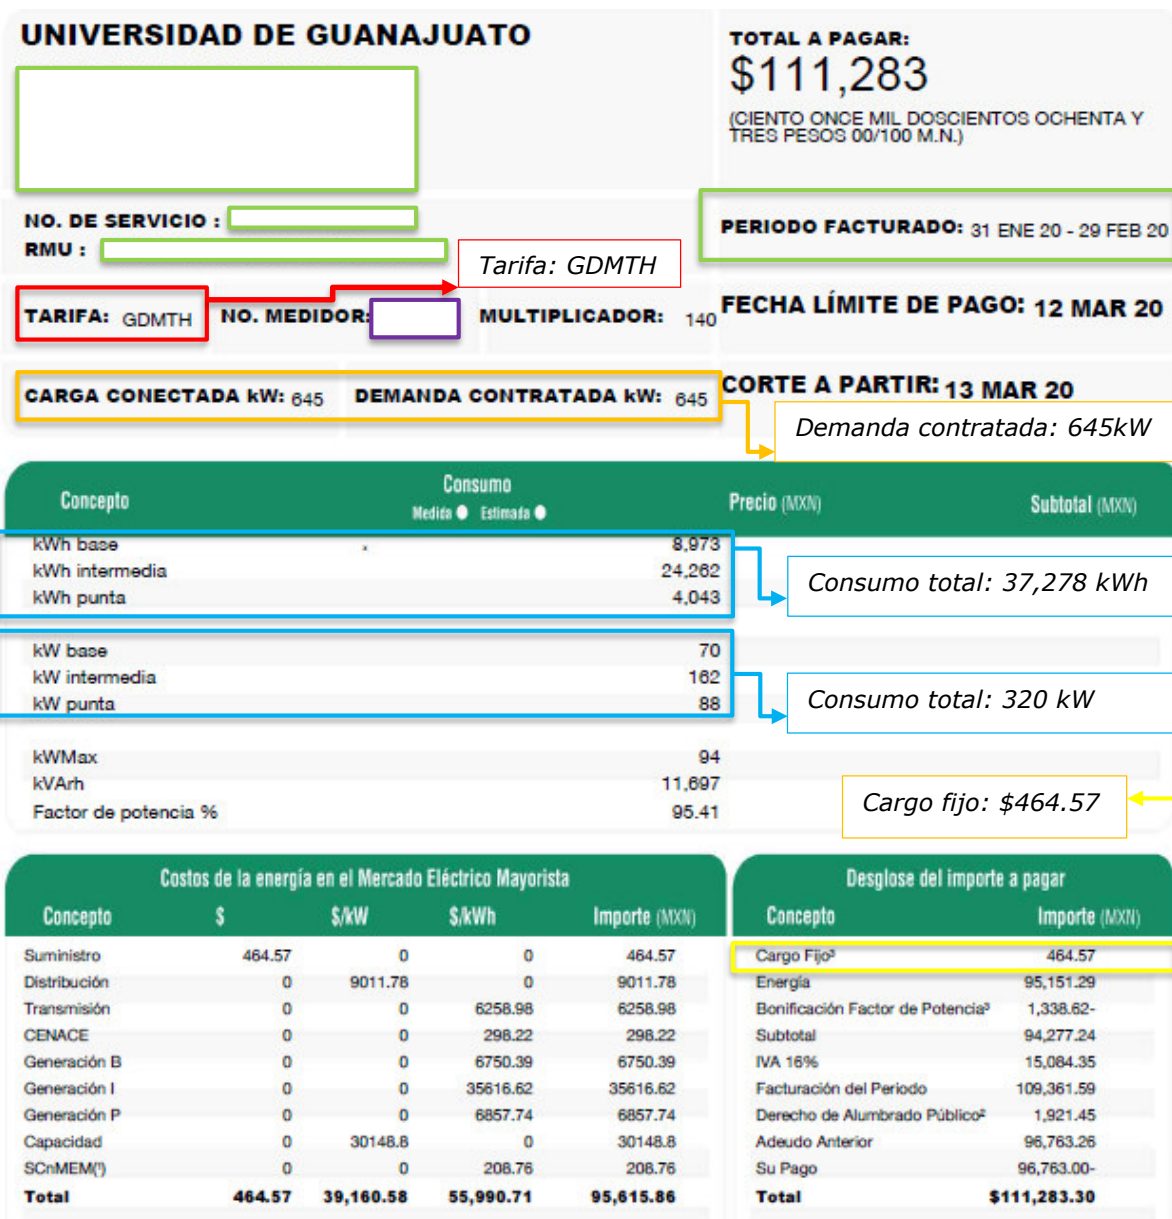 UNIVERSIDAD DE GUANAJUATO
TOTAL A PAGAR:
$111,283
(CIENTO ONCE MIL DOSCIENTOS OCHENTA Y
TRES PESOS 00/100 M.N.)
NO. DE SERVICIO :
RMU :
PERIODO FACTURADO: 31 ENE 20 - 29 FEB 20
Tarifa: GDMTH
TARIFA: GDMTH NO. MEDIDOR: MULTIPLICADOR: 140
FECHA LÍMITE DE PAGO: 12 MAR 20
CARGA CONECTADA kW: 645 DEMANDA CONTRATADA kW: 645
CORTE A PARTIR: 13 MAR 20
Demanda contratada: 645kW
Concepto Consumo Precio (MXN) Subtotal (MXN)
Medida Estimada
kWh base x 8,973
kWh intermedia 24,262
kWh punta 4,043
Consumo total: 37,278 kWh
kW base 70
kW intermedia 162
kW punta 88
Consumo total: 320 kW
kWMax 94
kVArh 11,697
Factor de potencia % 95.41
Cargo fijo: $464.57
Costos de la energía en el Mercado Eléctrico Mayorista
Concepto $ $/kW $/kWh Importe (MXN)
Suministro 464.57 0 0 464.57
Distribución 0 9011.78 0 9011.78
Transmisión 0 0 6258.98 6258.98
CENACE 0 0 298.22 298.22
Generación B 0 0 6750.39 6750.39
Generación I 0 0 35616.62 35616.62
Generación P 0 0 6857.74 6857.74
Capacidad 0 30148.8 0 30148.8
SCnMEM(¹) 0 0 208.76 208.76
Total 464.57 39,160.58 55,990.71 95,615.86
Desglose del importe a pagar
Concepto Importe (MXN)
Cargo Fijo³ 464.57
Energía 95,151.29
Bonificación Factor de Potencia³ 1,338.62-
Subtotal 94,277.24
IVA 16% 15,084.35
Facturación del Periodo 109,361.59
Derecho de Alumbrado Público² 1,921.45
Adeudo Anterior 96,763.26
Su Pago 96,763.00-
Total $111,283.30